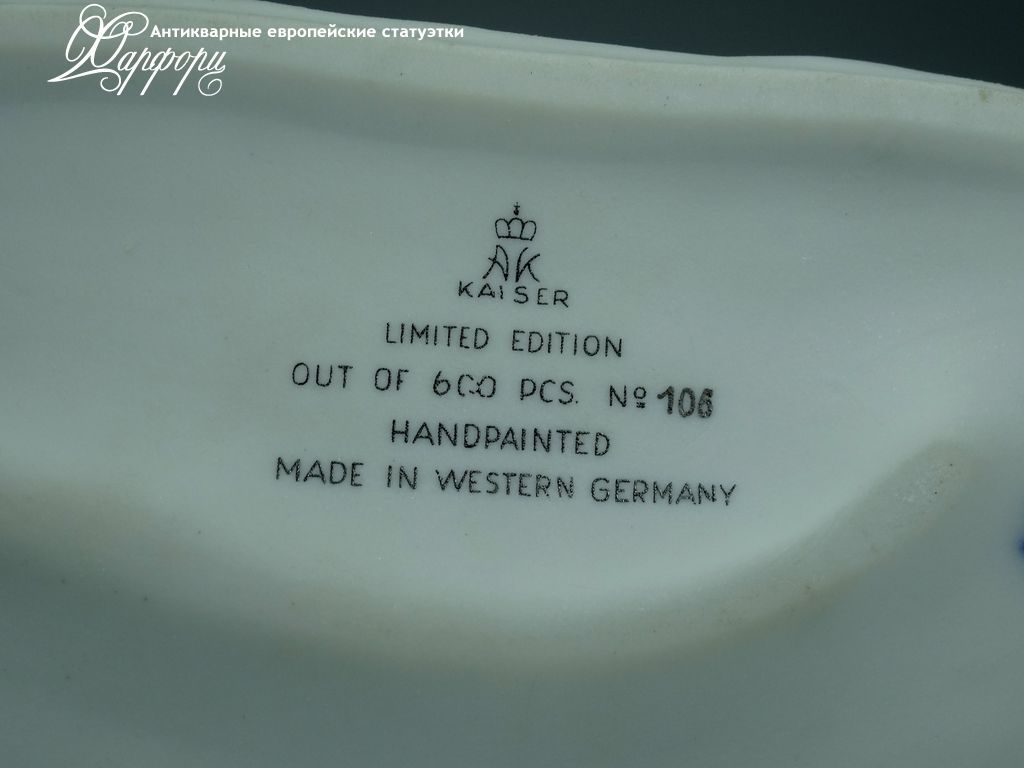 Антикварные европейские статуэтки
Фарфори
AK
KAISER
LIMITED EDITION
OUT OF 600 PCS. Nº 106
HANDPAINTED
MADE IN WESTERN GERMANY